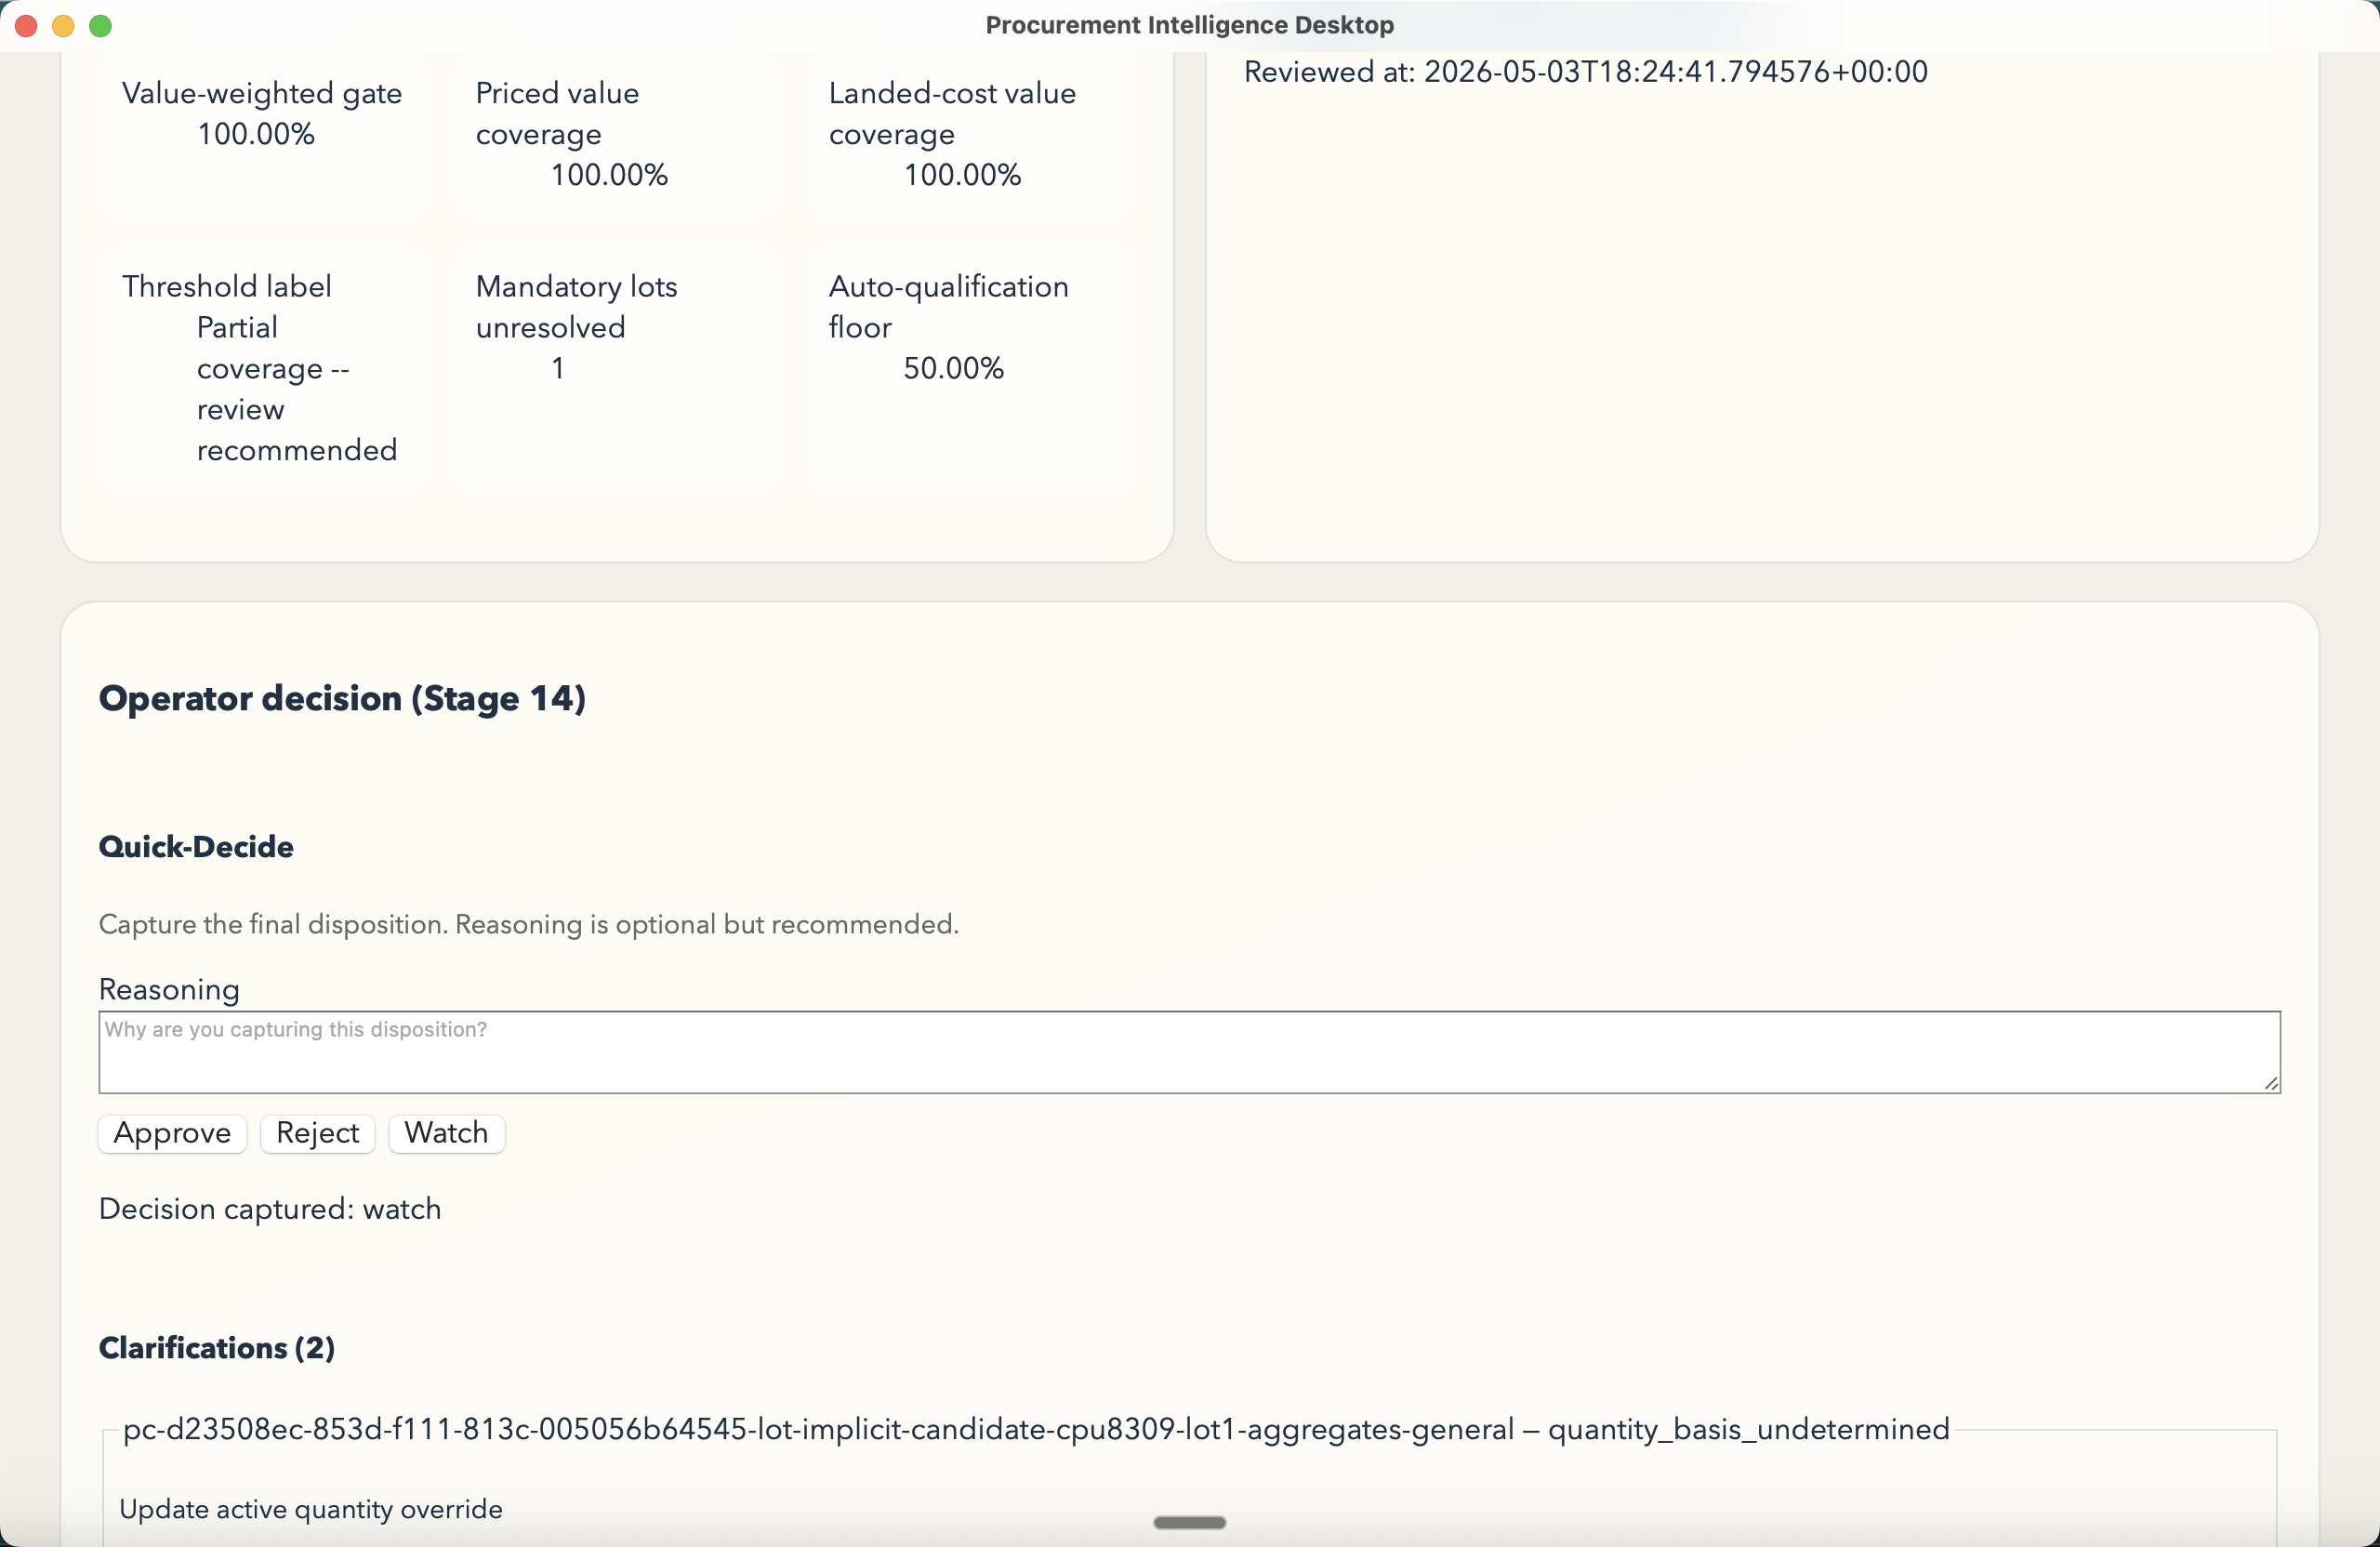 Procurement Intelligence Desktop
Value-weighted gate
100.00%
Priced value
coverage
100.00%
Landed-cost value
coverage
100.00%
Reviewed at: 2026-05-03T18:24:41.794576+00:00
Threshold label
Partial
coverage --
review
recommended
Mandatory lots
unresolved
1
Auto-qualification
floor
50.00%
Operator decision (Stage 14)
Quick-Decide
Capture the final disposition. Reasoning is optional but recommended.
Reasoning
Why are you capturing this disposition?
Approve Reject Watch
Decision captured: watch
Clarifications (2)
pc-d23508ec-853d-f111-813c-005056b64545-lot-implicit-candidate-cpu8309-lot1-aggregates-general — quantity_basis_undetermined
Update active quantity override